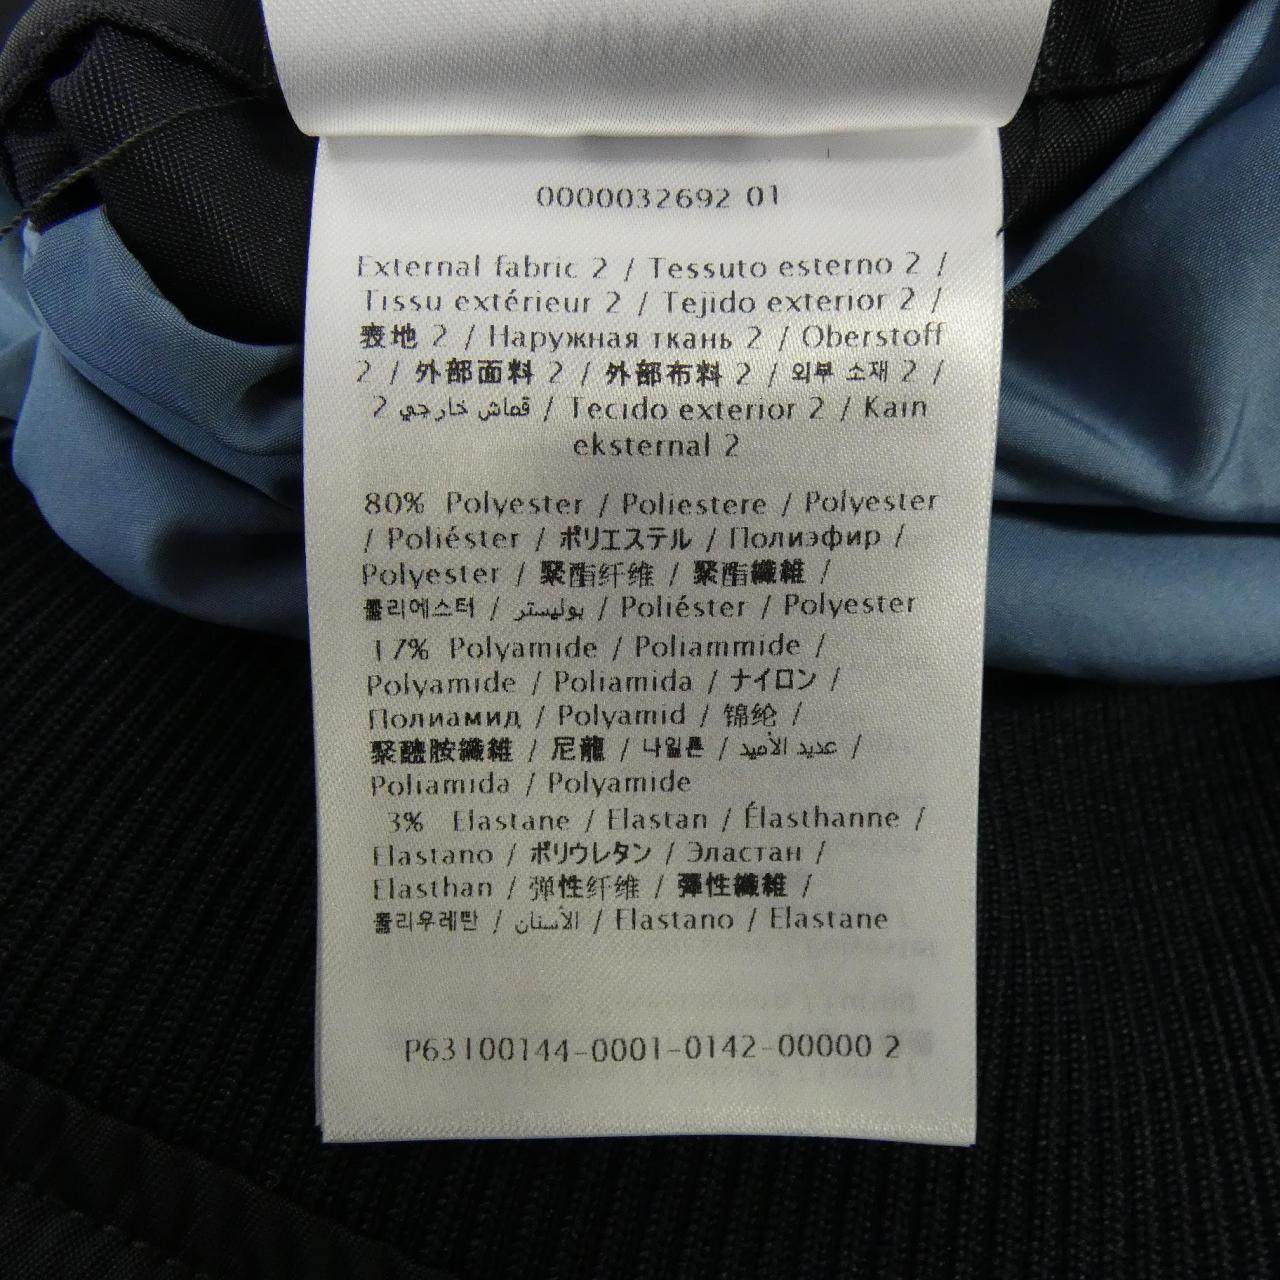 0000032692 01
External fabric 2 / Tessuto esterno 2 /
Tissu extérieur 2 / Tejido exterior 2 /
表地 2 / Наружная ткань 2 / Oberstoff
2 / 外部面料 2 / 外部布料 2 / 외부 소재 2 /
قماش خارجي 2 / Tecido exterior 2 / Kain
eksternal 2
80% Polyester / Poliestere / Polyester
/ Poliéster / ポリエステル / Полиэфир /
Polyester / 聚酯纤维 / 聚酯纖維 /
폴리에스터 / بوليستر / Poliéster / Polyester
17% Polyamide / Poliammide /
Polyamide / Poliamida / ナイロン /
Полиамид / Polyamid / 锦纶 /
聚醯胺纖維 / 尼龍 / 나일론 / عديد الأميد /
Poliamida / Polyamide
3% Elastane / Elastan / Élasthanne /
Elastano / ポリウレタン / Эластан /
Elasthan / 弹性纤维 / 彈性纖維 /
폴리우레탄 / الأستان / Elastano / Elastane
P63100144-0001-0142-00000 2